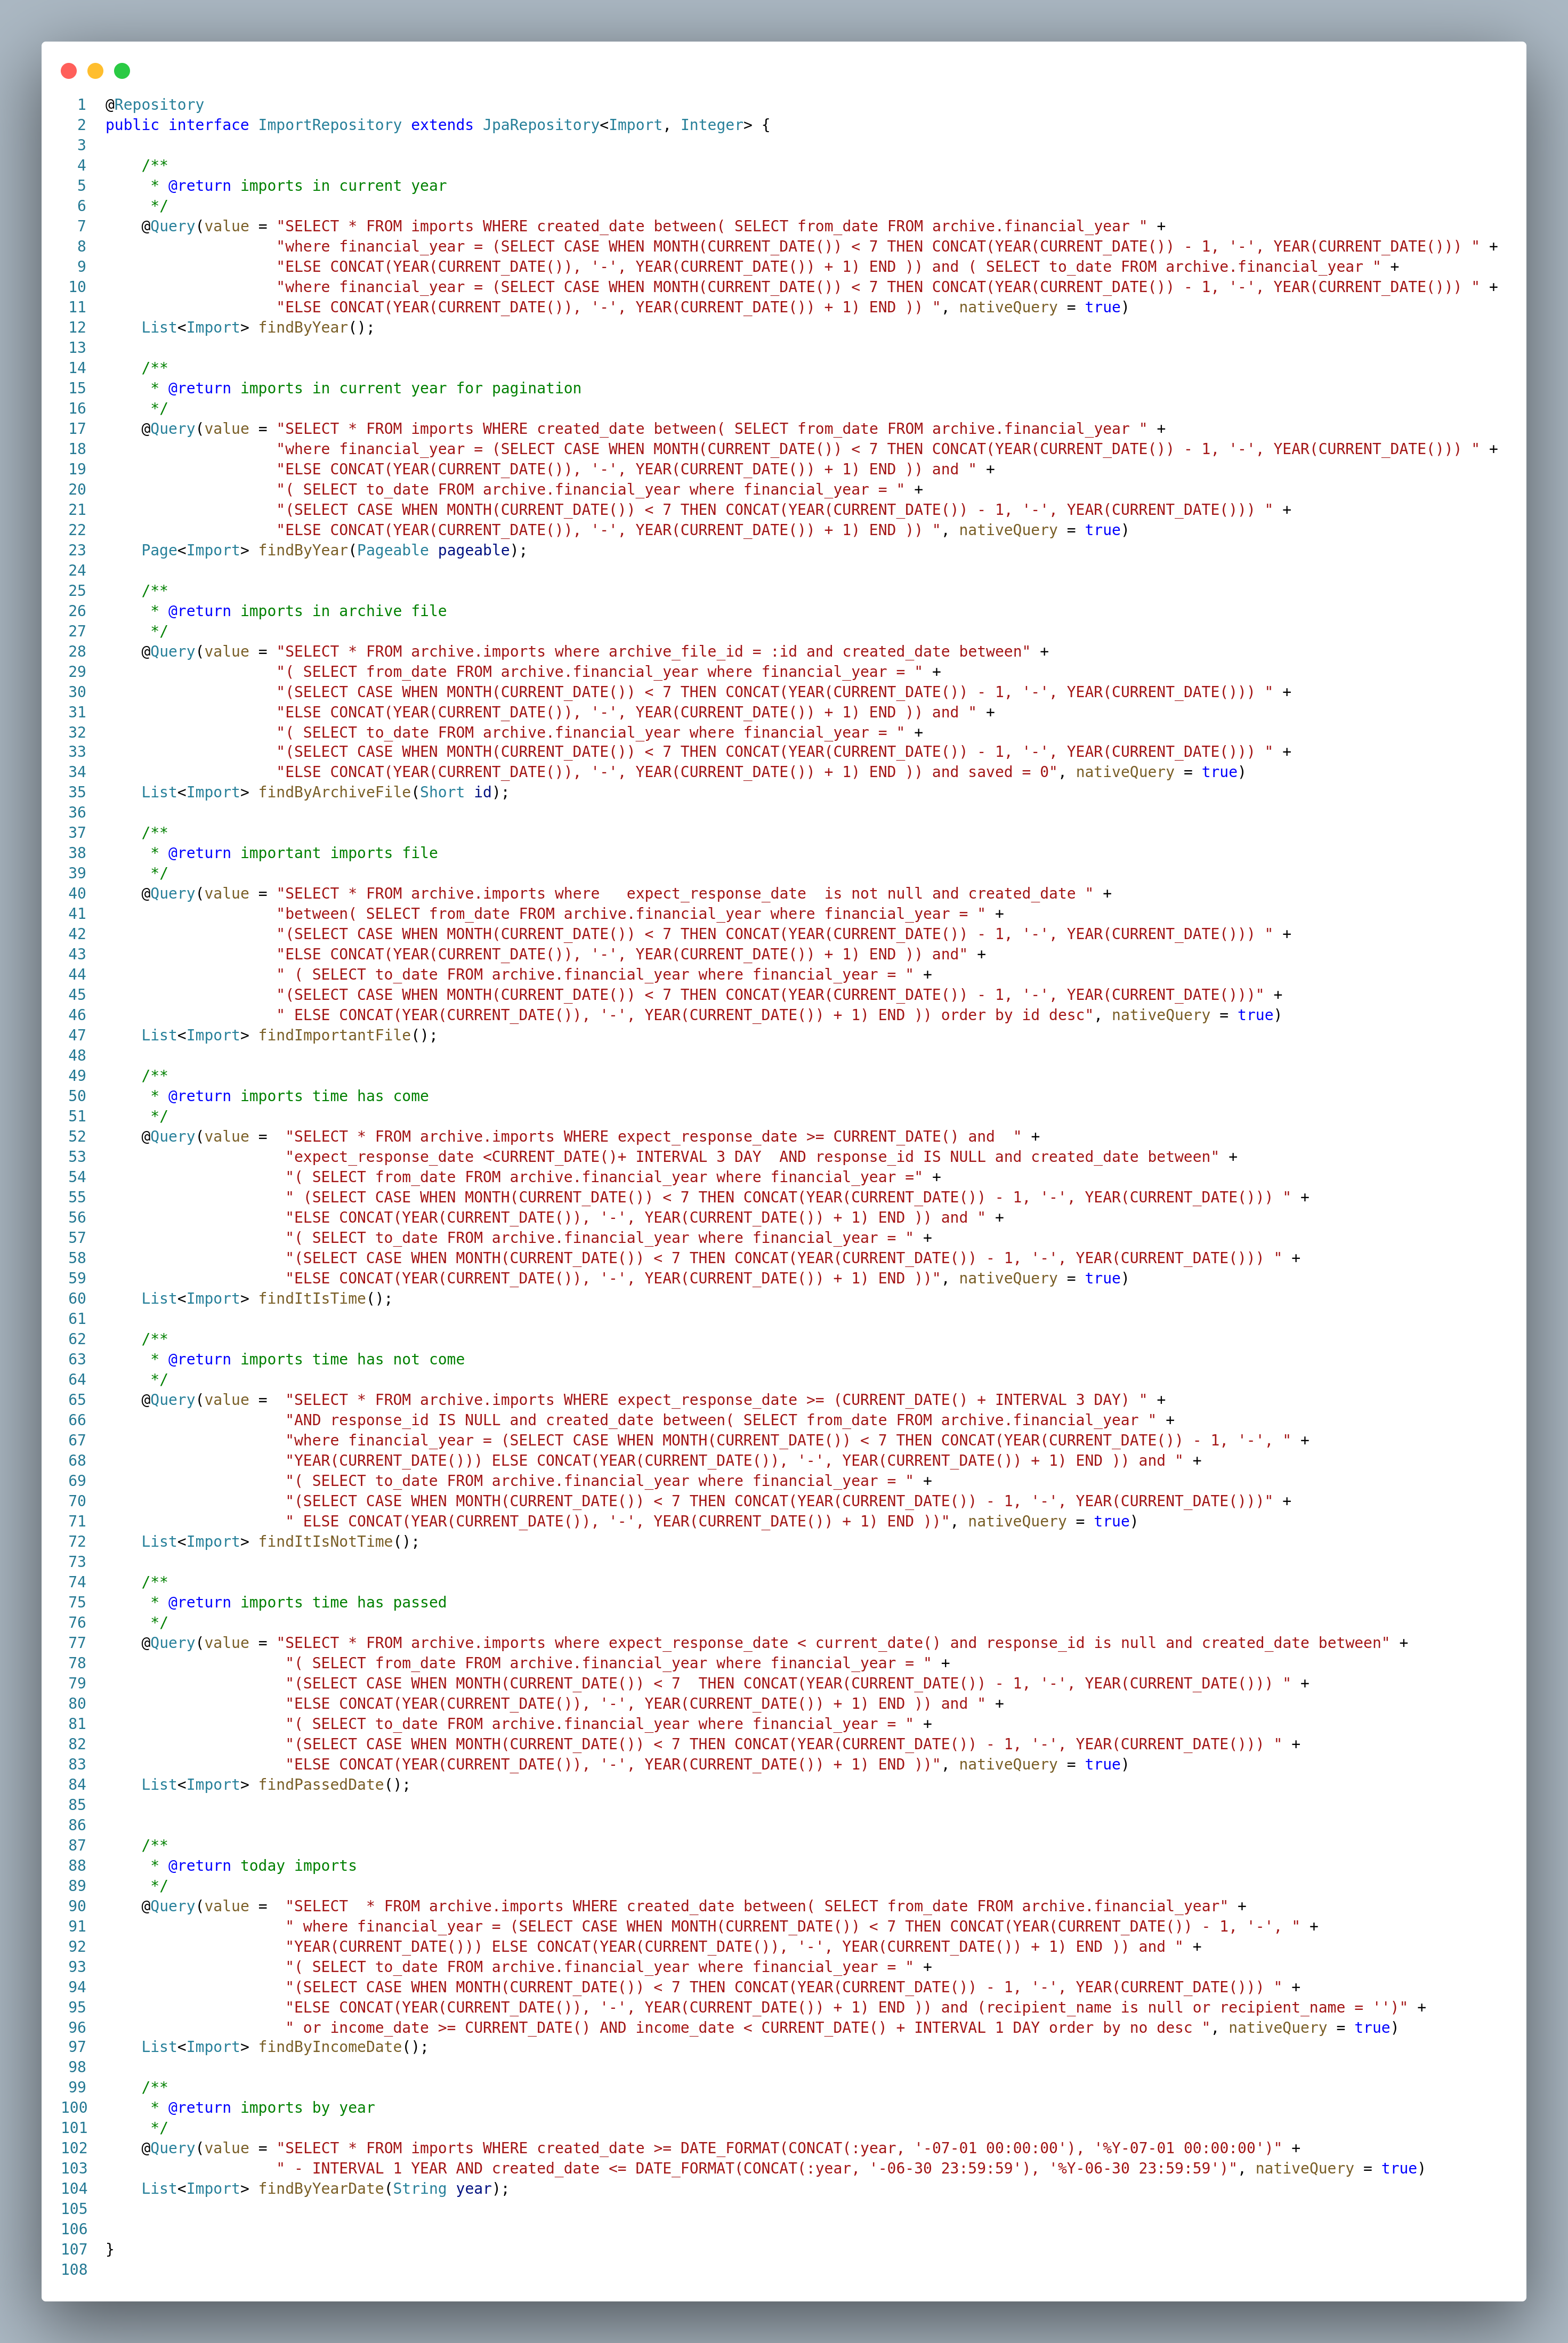 1 @Repository
2 public interface ImportRepository extends JpaRepository<Import, Integer> {
3
4     /**
5      * @return imports in current year
6      */
7     @Query(value = "SELECT * FROM imports WHERE created_date between( SELECT from_date FROM archive.financial_year " +
8                    "where financial_year = (SELECT CASE WHEN MONTH(CURRENT_DATE()) < 7 THEN CONCAT(YEAR(CURRENT_DATE()) - 1, '-', YEAR(CURRENT_DATE())) " +
9                    "ELSE CONCAT(YEAR(CURRENT_DATE()), '-', YEAR(CURRENT_DATE()) + 1) END )) and ( SELECT to_date FROM archive.financial_year " +
10                    "where financial_year = (SELECT CASE WHEN MONTH(CURRENT_DATE()) < 7 THEN CONCAT(YEAR(CURRENT_DATE()) - 1, '-', YEAR(CURRENT_DATE())) " +
11                    "ELSE CONCAT(YEAR(CURRENT_DATE()), '-', YEAR(CURRENT_DATE()) + 1) END )) ", nativeQuery = true)
12     List<Import> findByYear();
13
14     /**
15      * @return imports in current year for pagination
16      */
17     @Query(value = "SELECT * FROM imports WHERE created_date between( SELECT from_date FROM archive.financial_year " +
18                    "where financial_year = (SELECT CASE WHEN MONTH(CURRENT_DATE()) < 7 THEN CONCAT(YEAR(CURRENT_DATE()) - 1, '-', YEAR(CURRENT_DATE())) " +
19                    "ELSE CONCAT(YEAR(CURRENT_DATE()), '-', YEAR(CURRENT_DATE()) + 1) END )) and " +
20                    "( SELECT to_date FROM archive.financial_year where financial_year = " +
21                    "(SELECT CASE WHEN MONTH(CURRENT_DATE()) < 7 THEN CONCAT(YEAR(CURRENT_DATE()) - 1, '-', YEAR(CURRENT_DATE())) " +
22                    "ELSE CONCAT(YEAR(CURRENT_DATE()), '-', YEAR(CURRENT_DATE()) + 1) END )) ", nativeQuery = true)
23     Page<Import> findByYear(Pageable pageable);
24
25     /**
26      * @return imports in archive file
27      */
28     @Query(value = "SELECT * FROM archive.imports where archive_file_id = :id and created_date between" +
29                    "( SELECT from_date FROM archive.financial_year where financial_year = " +
30                    "(SELECT CASE WHEN MONTH(CURRENT_DATE()) < 7 THEN CONCAT(YEAR(CURRENT_DATE()) - 1, '-', YEAR(CURRENT_DATE())) " +
31                    "ELSE CONCAT(YEAR(CURRENT_DATE()), '-', YEAR(CURRENT_DATE()) + 1) END )) and " +
32                    "( SELECT to_date FROM archive.financial_year where financial_year = " +
33                    "(SELECT CASE WHEN MONTH(CURRENT_DATE()) < 7 THEN CONCAT(YEAR(CURRENT_DATE()) - 1, '-', YEAR(CURRENT_DATE())) " +
34                    "ELSE CONCAT(YEAR(CURRENT_DATE()), '-', YEAR(CURRENT_DATE()) + 1) END )) and saved = 0", nativeQuery = true)
35     List<Import> findByArchiveFile(Short id);
36
37     /**
38      * @return important imports file
39      */
40     @Query(value = "SELECT * FROM archive.imports where   expect_response_date  is not null and created_date " +
41                    "between( SELECT from_date FROM archive.financial_year where financial_year = " +
42                    "(SELECT CASE WHEN MONTH(CURRENT_DATE()) < 7 THEN CONCAT(YEAR(CURRENT_DATE()) - 1, '-', YEAR(CURRENT_DATE())) " +
43                    "ELSE CONCAT(YEAR(CURRENT_DATE()), '-', YEAR(CURRENT_DATE()) + 1) END )) and" +
44                    " ( SELECT to_date FROM archive.financial_year where financial_year = " +
45                    "(SELECT CASE WHEN MONTH(CURRENT_DATE()) < 7 THEN CONCAT(YEAR(CURRENT_DATE()) - 1, '-', YEAR(CURRENT_DATE()))" +
46                    " ELSE CONCAT(YEAR(CURRENT_DATE()), '-', YEAR(CURRENT_DATE()) + 1) END )) order by id desc", nativeQuery = true)
47     List<Import> findImportantFile();
48
49     /**
50      * @return imports time has come
51      */
52     @Query(value =  "SELECT * FROM archive.imports WHERE expect_response_date >= CURRENT_DATE() and  " +
53                     "expect_response_date <CURRENT_DATE()+ INTERVAL 3 DAY  AND response_id IS NULL and created_date between" +
54                     "( SELECT from_date FROM archive.financial_year where financial_year =" +
55                     " (SELECT CASE WHEN MONTH(CURRENT_DATE()) < 7 THEN CONCAT(YEAR(CURRENT_DATE()) - 1, '-', YEAR(CURRENT_DATE())) " +
56                     "ELSE CONCAT(YEAR(CURRENT_DATE()), '-', YEAR(CURRENT_DATE()) + 1) END )) and " +
57                     "( SELECT to_date FROM archive.financial_year where financial_year = " +
58                     "(SELECT CASE WHEN MONTH(CURRENT_DATE()) < 7 THEN CONCAT(YEAR(CURRENT_DATE()) - 1, '-', YEAR(CURRENT_DATE())) " +
59                     "ELSE CONCAT(YEAR(CURRENT_DATE()), '-', YEAR(CURRENT_DATE()) + 1) END ))", nativeQuery = true)
60     List<Import> findItIsTime();
61
62     /**
63      * @return imports time has not come
64      */
65     @Query(value =  "SELECT * FROM archive.imports WHERE expect_response_date >= (CURRENT_DATE() + INTERVAL 3 DAY) " +
66                     "AND response_id IS NULL and created_date between( SELECT from_date FROM archive.financial_year " +
67                     "where financial_year = (SELECT CASE WHEN MONTH(CURRENT_DATE()) < 7 THEN CONCAT(YEAR(CURRENT_DATE()) - 1, '-', " +
68                     "YEAR(CURRENT_DATE())) ELSE CONCAT(YEAR(CURRENT_DATE()), '-', YEAR(CURRENT_DATE()) + 1) END )) and " +
69                     "( SELECT to_date FROM archive.financial_year where financial_year = " +
70                     "(SELECT CASE WHEN MONTH(CURRENT_DATE()) < 7 THEN CONCAT(YEAR(CURRENT_DATE()) - 1, '-', YEAR(CURRENT_DATE()))" +
71                     " ELSE CONCAT(YEAR(CURRENT_DATE()), '-', YEAR(CURRENT_DATE()) + 1) END ))", nativeQuery = true)
72     List<Import> findItIsNotTime();
73
74     /**
75      * @return imports time has passed
76      */
77     @Query(value = "SELECT * FROM archive.imports where expect_response_date < current_date() and response_id is null and created_date between" +
78                     "( SELECT from_date FROM archive.financial_year where financial_year = " +
79                     "(SELECT CASE WHEN MONTH(CURRENT_DATE()) < 7  THEN CONCAT(YEAR(CURRENT_DATE()) - 1, '-', YEAR(CURRENT_DATE())) " +
80                     "ELSE CONCAT(YEAR(CURRENT_DATE()), '-', YEAR(CURRENT_DATE()) + 1) END )) and " +
81                     "( SELECT to_date FROM archive.financial_year where financial_year = " +
82                     "(SELECT CASE WHEN MONTH(CURRENT_DATE()) < 7 THEN CONCAT(YEAR(CURRENT_DATE()) - 1, '-', YEAR(CURRENT_DATE())) " +
83                     "ELSE CONCAT(YEAR(CURRENT_DATE()), '-', YEAR(CURRENT_DATE()) + 1) END ))", nativeQuery = true)
84     List<Import> findPassedDate();
85
86
87     /**
88      * @return today imports
89      */
90     @Query(value =  "SELECT  * FROM archive.imports WHERE created_date between( SELECT from_date FROM archive.financial_year" +
91                     " where financial_year = (SELECT CASE WHEN MONTH(CURRENT_DATE()) < 7 THEN CONCAT(YEAR(CURRENT_DATE()) - 1, '-', " +
92                     "YEAR(CURRENT_DATE())) ELSE CONCAT(YEAR(CURRENT_DATE()), '-', YEAR(CURRENT_DATE()) + 1) END )) and " +
93                     "( SELECT to_date FROM archive.financial_year where financial_year = " +
94                     "(SELECT CASE WHEN MONTH(CURRENT_DATE()) < 7 THEN CONCAT(YEAR(CURRENT_DATE()) - 1, '-', YEAR(CURRENT_DATE())) " +
95                     "ELSE CONCAT(YEAR(CURRENT_DATE()), '-', YEAR(CURRENT_DATE()) + 1) END )) and (recipient_name is null or recipient_name = '')" +
96                     " or income_date >= CURRENT_DATE() AND income_date < CURRENT_DATE() + INTERVAL 1 DAY order by no desc ", nativeQuery = true)
97     List<Import> findByIncomeDate();
98
99     /**
100      * @return imports by year
101      */
102     @Query(value = "SELECT * FROM imports WHERE created_date >= DATE_FORMAT(CONCAT(:year, '-07-01 00:00:00'), '%Y-07-01 00:00:00')" +
103                    " - INTERVAL 1 YEAR AND created_date <= DATE_FORMAT(CONCAT(:year, '-06-30 23:59:59'), '%Y-06-30 23:59:59')", nativeQuery = true)
104     List<Import> findByYearDate(String year);
105
106
107 }
108